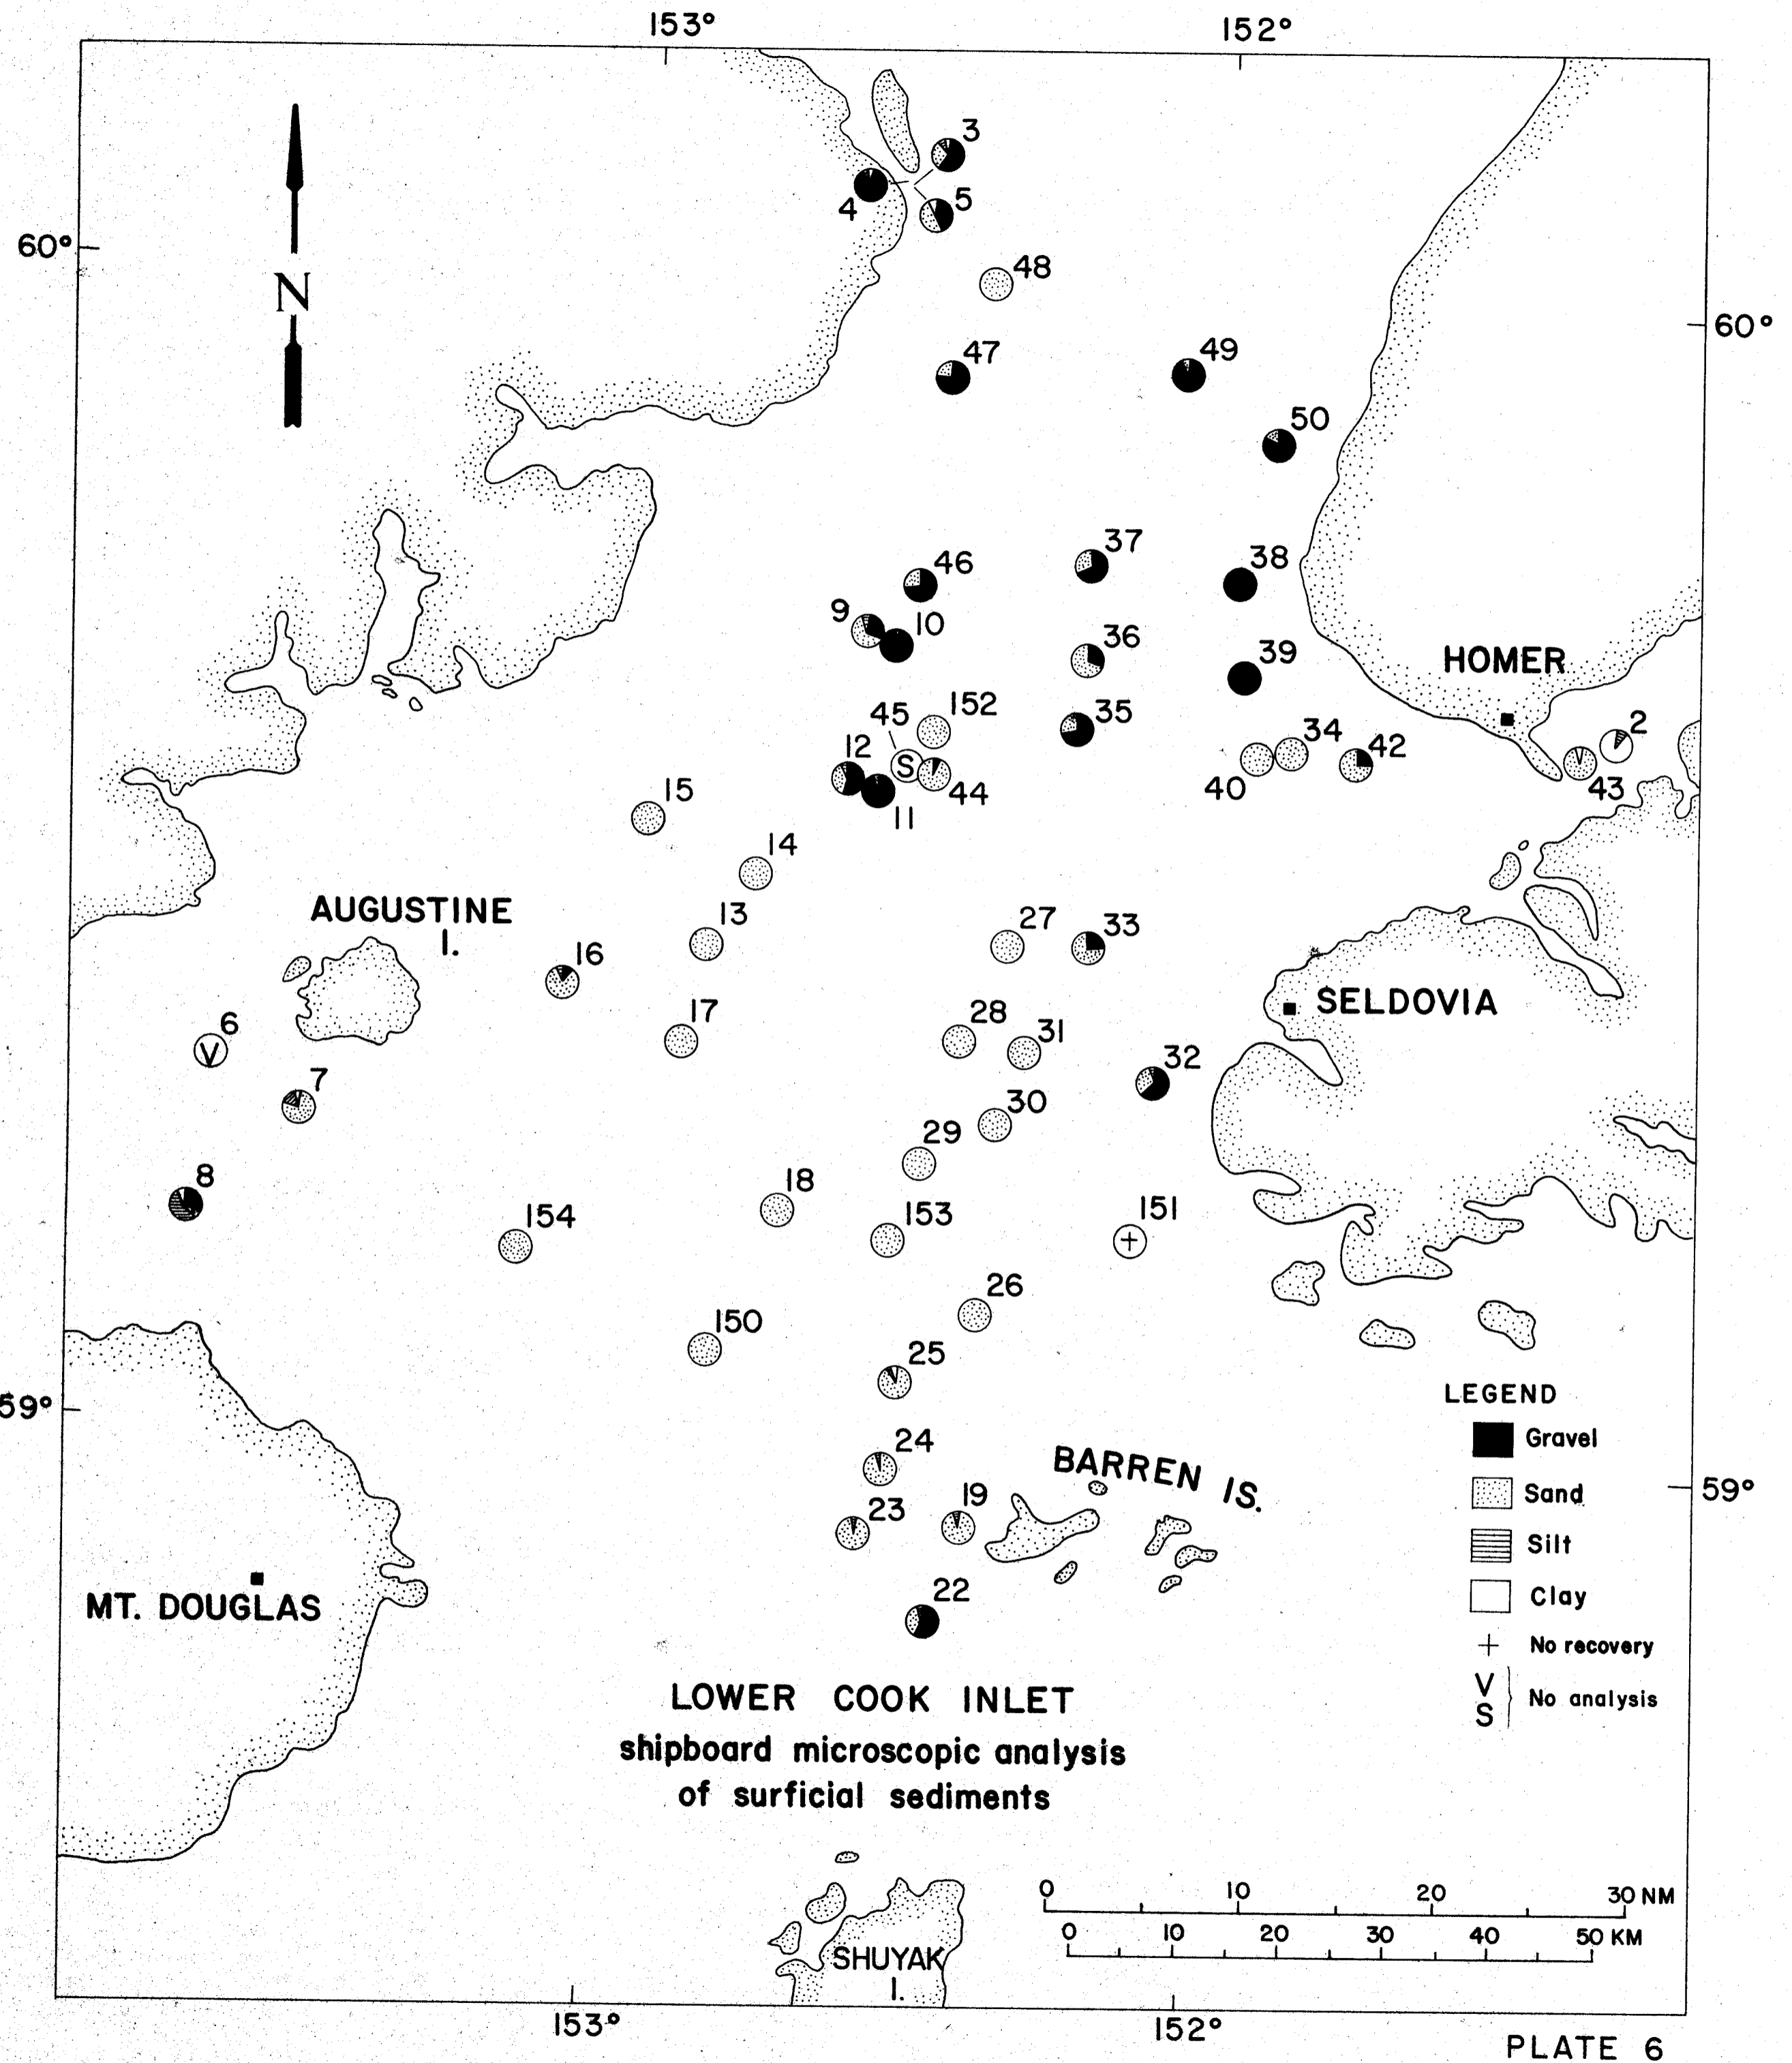 153° 152°
3
4
5
60°
N
48
60°
47
49
50
37
46
38
9
10
36
39
HOMER
45
152
35
34
2
12
42
44
40
43
15
11
14
AUGUSTINE
I.
13
27
33
16
17
28
SELDOVIA
6
31
V
32
7
30
29
8
18
154
153
151
+
26
150
25
59°
24
BARREN IS.
59°
23
19
22
S
MT. DOUGLAS
LEGEND
Gravel
Sand
Silt
Clay
+ No recovery
V
S } No analysis
LOWER COOK INLET
shipboard microscopic analysis
of surficial sediments
0 10 20 30 NM
0 10 20 30 40 50 KM
SHUYAK
I.
153° 152°
PLATE 6